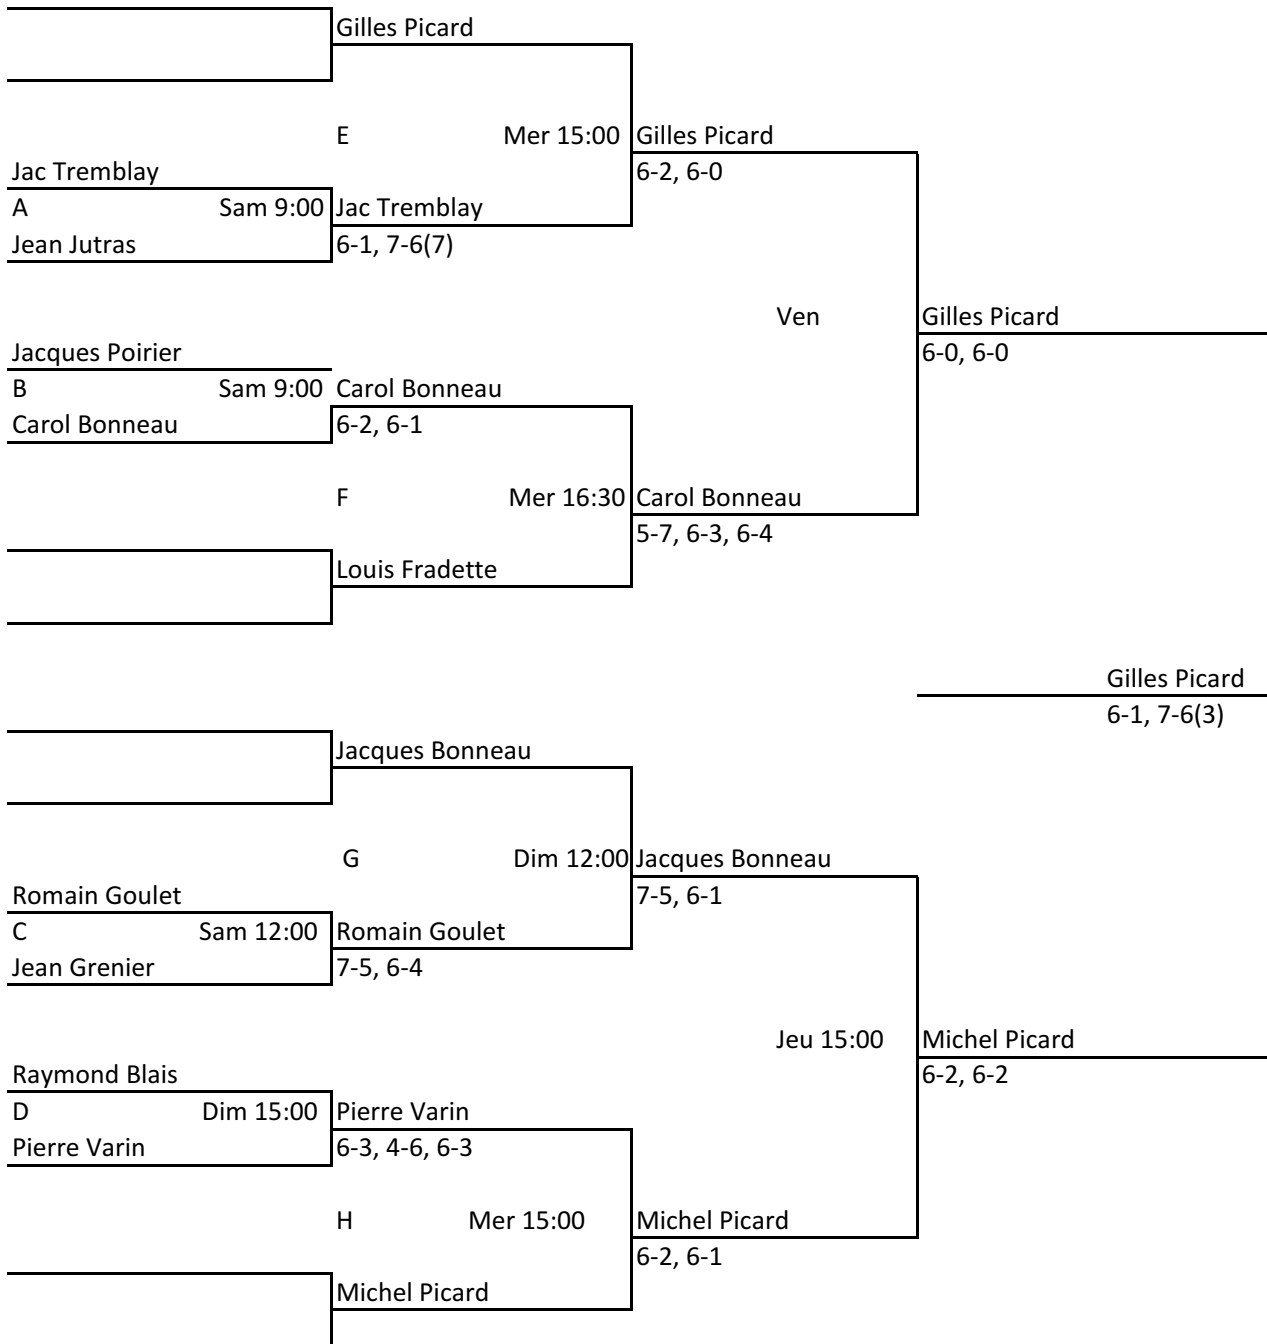 Gilles Picard
E Mer 15:00 Gilles Picard
Jac Tremblay 6-2, 6-0
A Sam 9:00 Jac Tremblay
Jean Jutras 6-1, 7-6(7)
Ven Gilles Picard
Jacques Poirier 6-0, 6-0
B Sam 9:00 Carol Bonneau
Carol Bonneau 6-2, 6-1
F Mer 16:30 Carol Bonneau
5-7, 6-3, 6-4
Louis Fradette
Gilles Picard
6-1, 7-6(3)
Jacques Bonneau
G Dim 12:00 Jacques Bonneau
Romain Goulet 7-5, 6-1
C Sam 12:00 Romain Goulet
Jean Grenier 7-5, 6-4
Jeu 15:00 Michel Picard
Raymond Blais 6-2, 6-2
D Dim 15:00 Pierre Varin
Pierre Varin 6-3, 4-6, 6-3
H Mer 15:00 Michel Picard
6-2, 6-1
Michel Picard